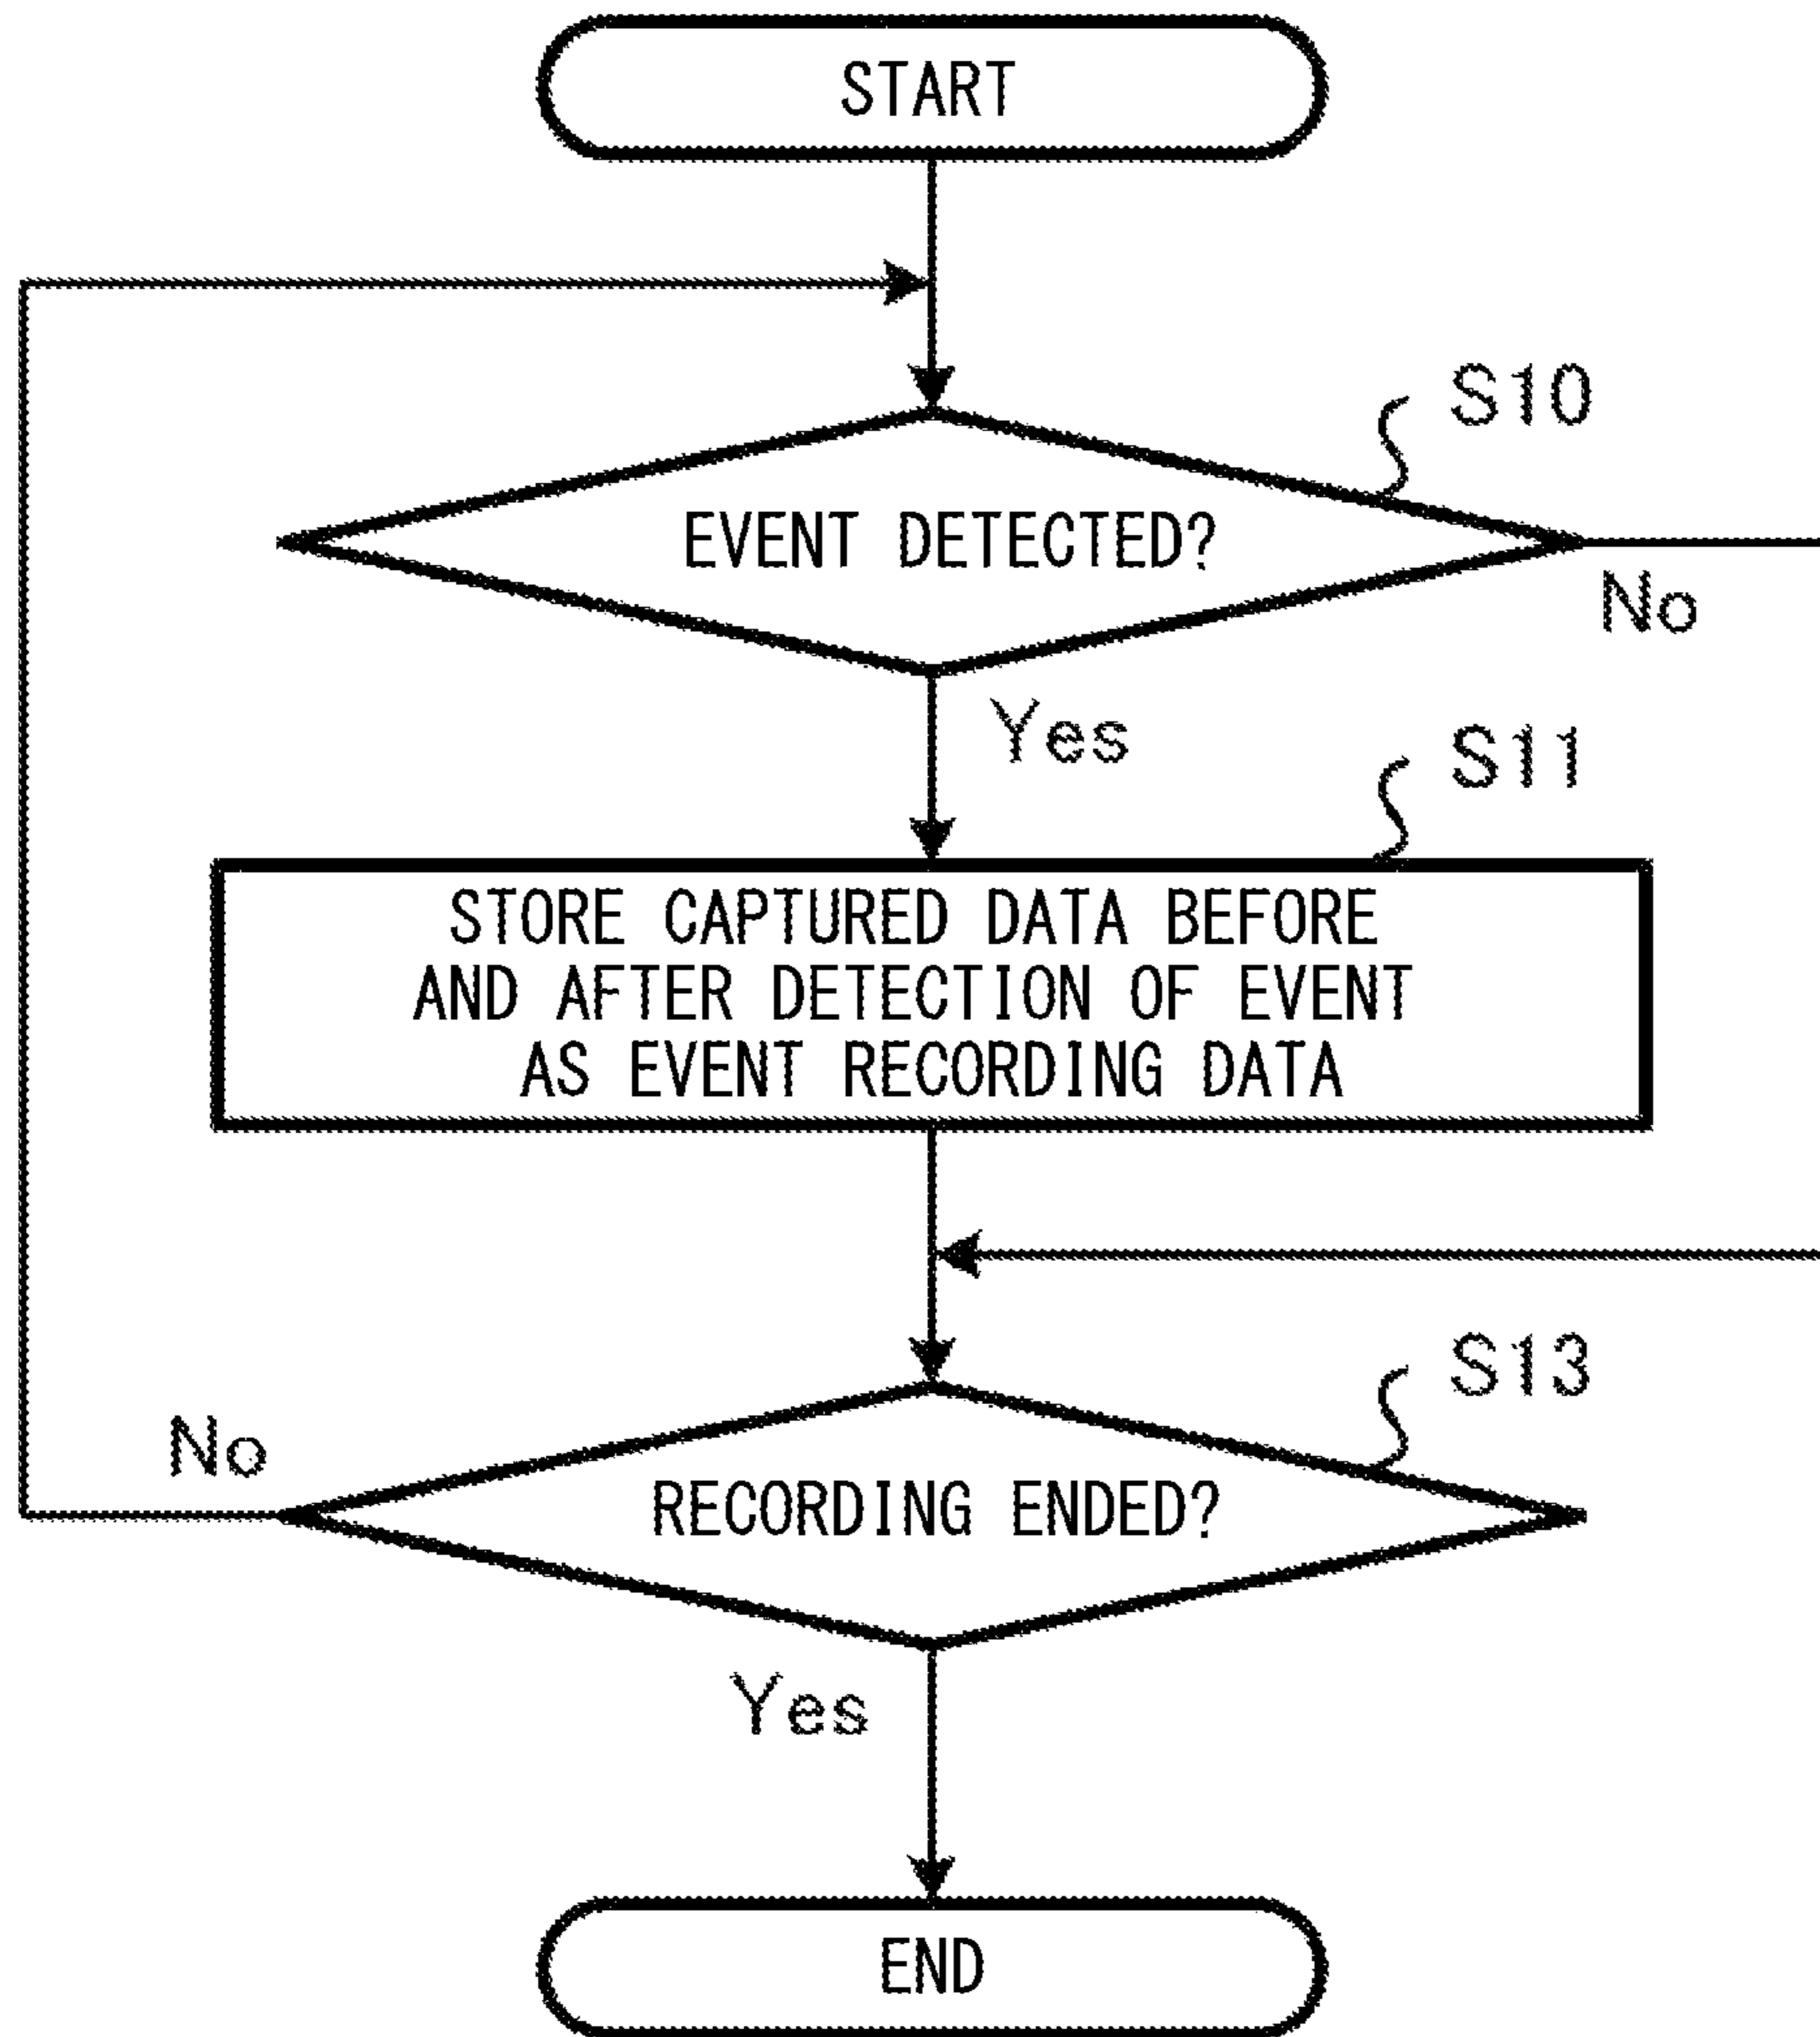 START
S10
EVENT DETECTED?
No
Yes
S11
STORE CAPTURED DATA BEFORE
AND AFTER DETECTION OF EVENT
AS EVENT RECORDING DATA
S13
No
RECORDING ENDED?
Yes
END